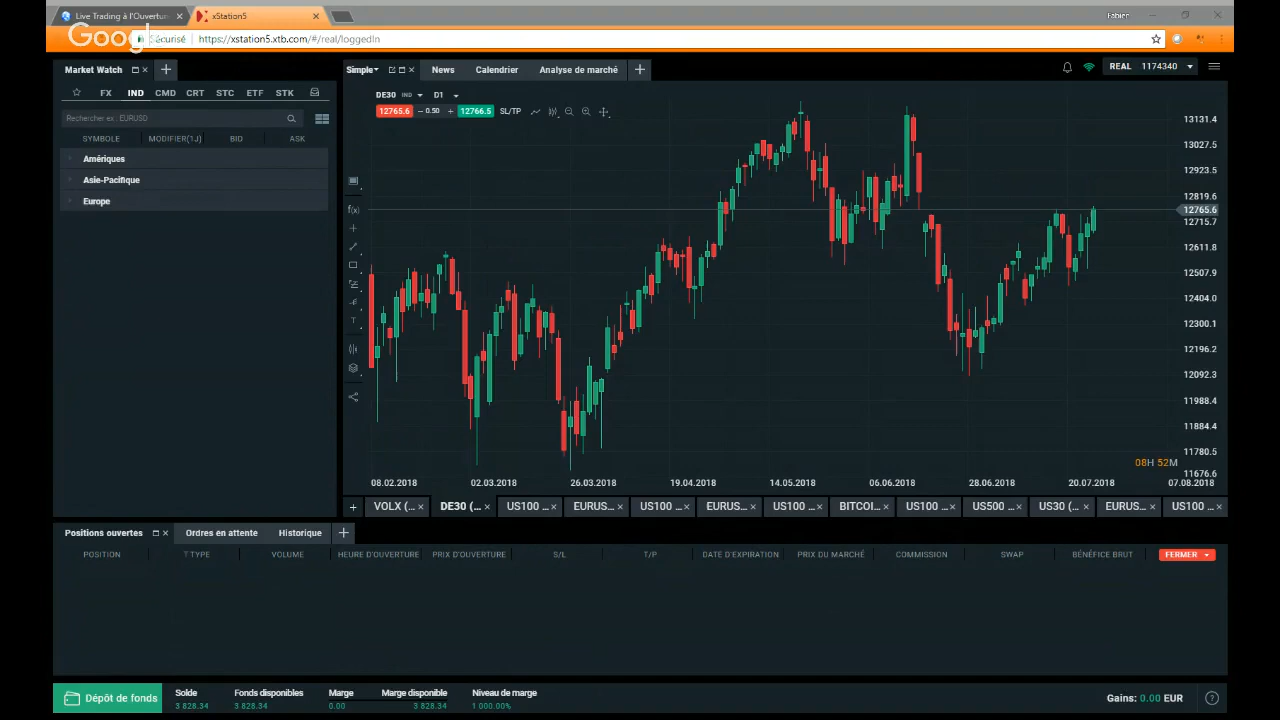 Live Trading à l'Ouvertur
xStation5
Fabien
Googl
Sécurisé
https://xstation5.xtb.com/#/real/loggedIn
Market Watch
Simple
News
Calendrier
Analyse de marché
REAL 1174340
FX IND CMD CRT STC ETF STK
DE30 IND D1
Rechercher ex.: EURUSD
12765.6 – 0.50 + 12766.5 SL/TP
SYMBOLE MODIFIER(1J) BID ASK
Amériques
Asie-Pacifique
Europe
f(x)
T
13131.4
13027.5
12923.5
12819.6
12765.6
12715.7
12611.8
12507.9
12404.0
12300.1
12196.2
12092.3
11988.4
11884.4
11780.5
11676.6
08H 52M
08.02.2018 02.03.2018 26.03.2018 19.04.2018 14.05.2018 06.06.2018 28.06.2018 20.07.2018 07.08.2018
VOLX (... DE30 (... US100 ... EURUS... US100 ... EURUS... US100 ... BITCOI... US100 ... US500 ... US30 (... EURUS... US100 ...
Positions ouvertes Ordres en attente Historique
POSITION T TYPE VOLUME HEURE D'OUVERTURE PRIX D'OUVERTURE S/L T/P DATE D'EXPIRATION PRIX DU MARCHÉ COMMISSION SWAP BÉNÉFICE BRUT FERMER
Dépôt de fonds
Solde Fonds disponibles Marge Marge disponible Niveau de marge
3 828.34 3 828.34 0.00 3 828.34 1 000.00%
Gains: 0.00 EUR